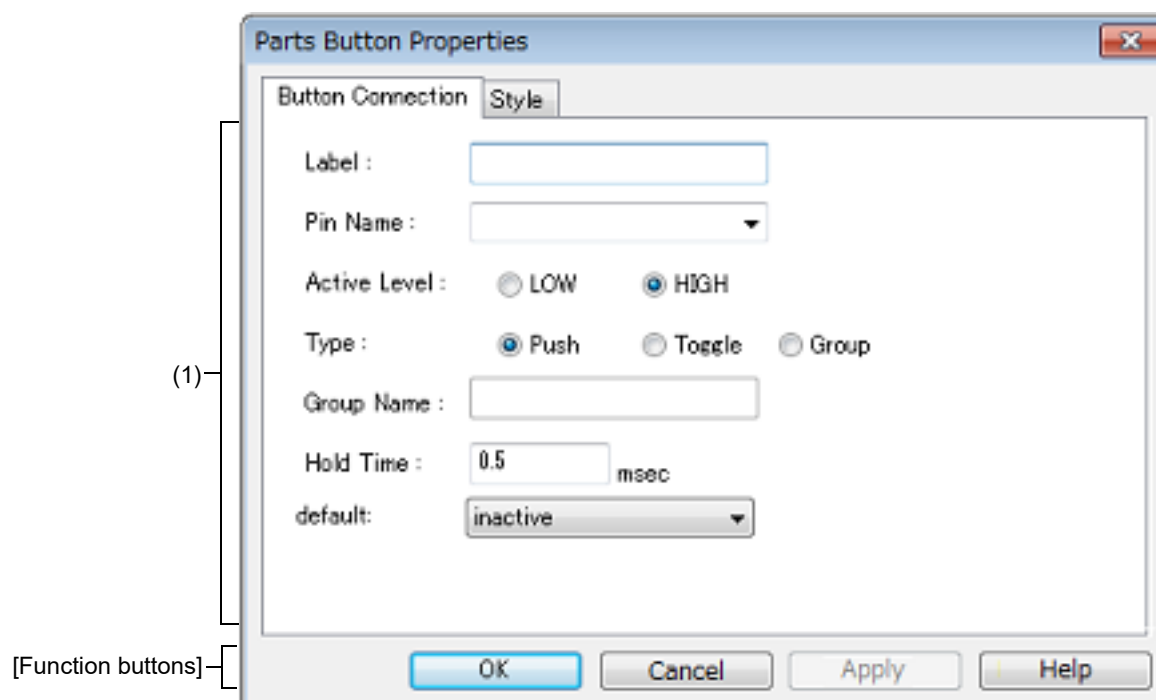 Parts Button Properties
Button Connection Style
Label :
Pin Name :
Active Level : LOW HIGH
Type : Push Toggle Group
(1)
Group Name :
Hold Time : 0.5 msec
default: inactive
[Function buttons]
OK Cancel Apply Help